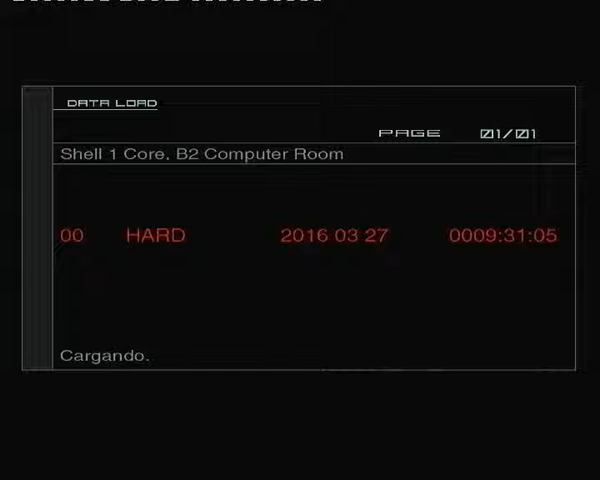 DATA LOAD
PAGE 01/01
Shell 1 Core, B2 Computer Room
00 HARD 2016 03 27 0009:31:05
Cargando.